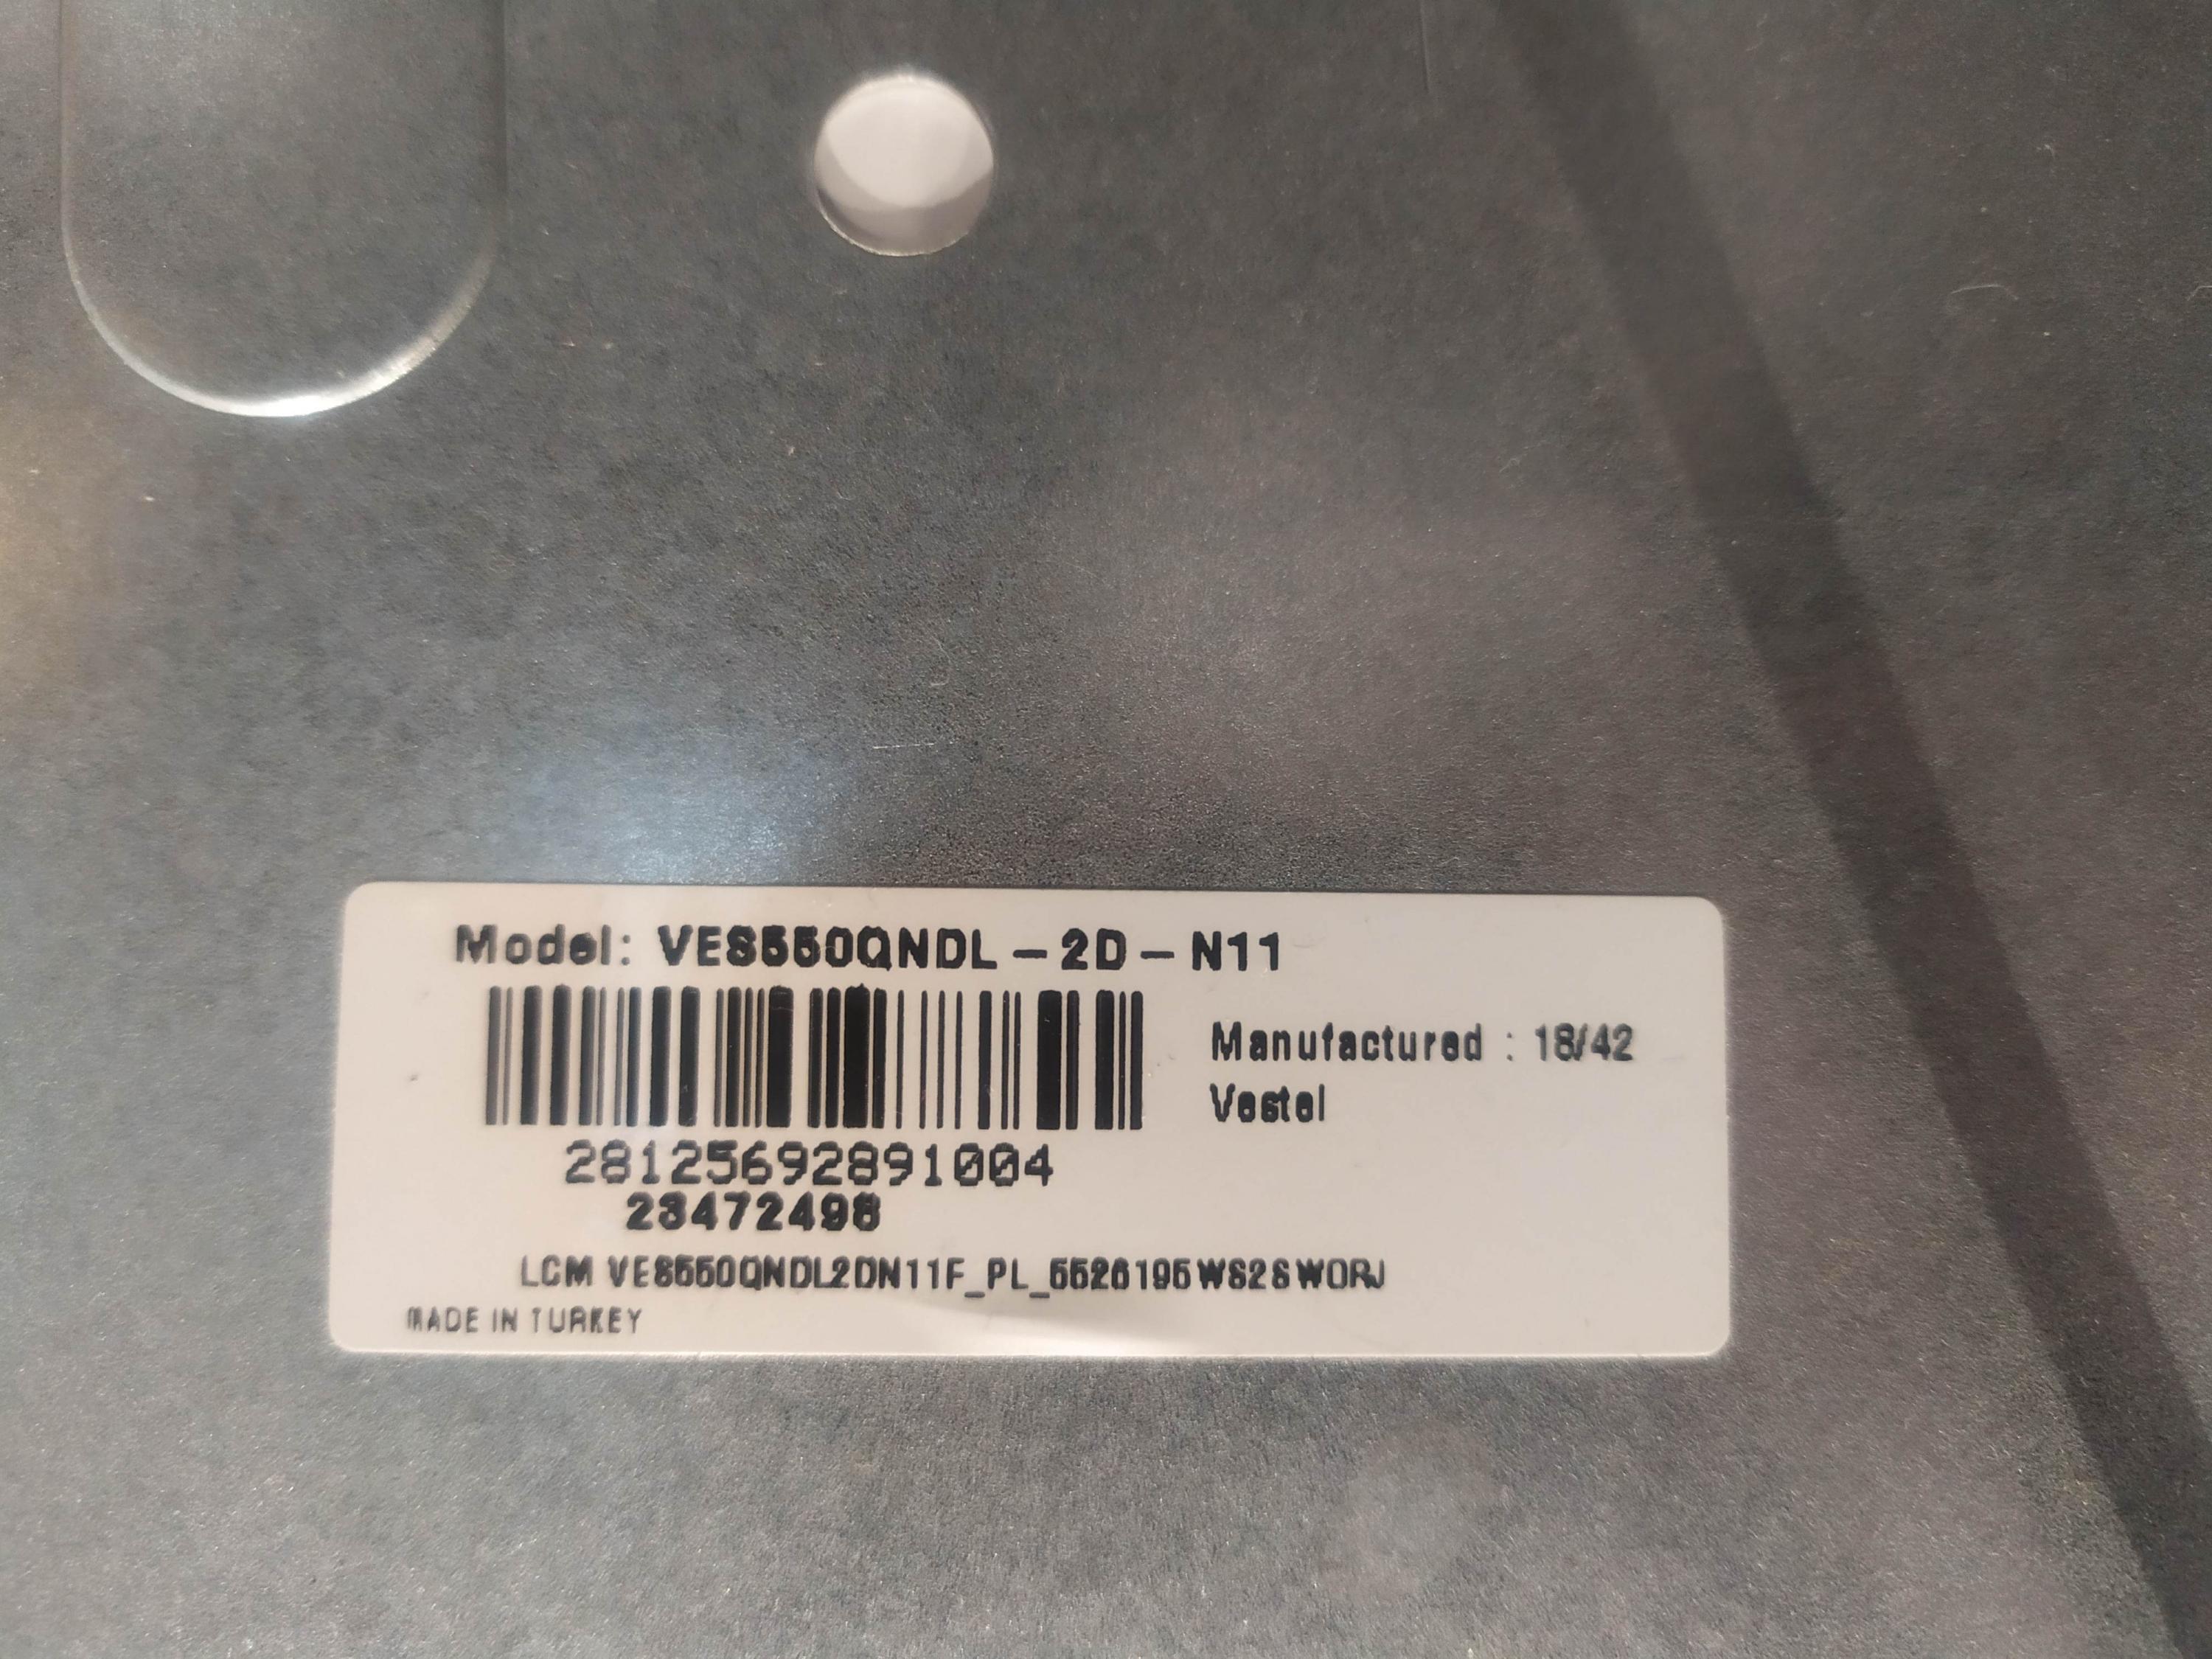 Model: VES550QNDL-2D-N11
Manufactured : 18/42
Vestel
28125692891004
23472498
LCM VES550QNDL2DN11F_PL_5526195WS2SWORJ
MADE IN TURKEY